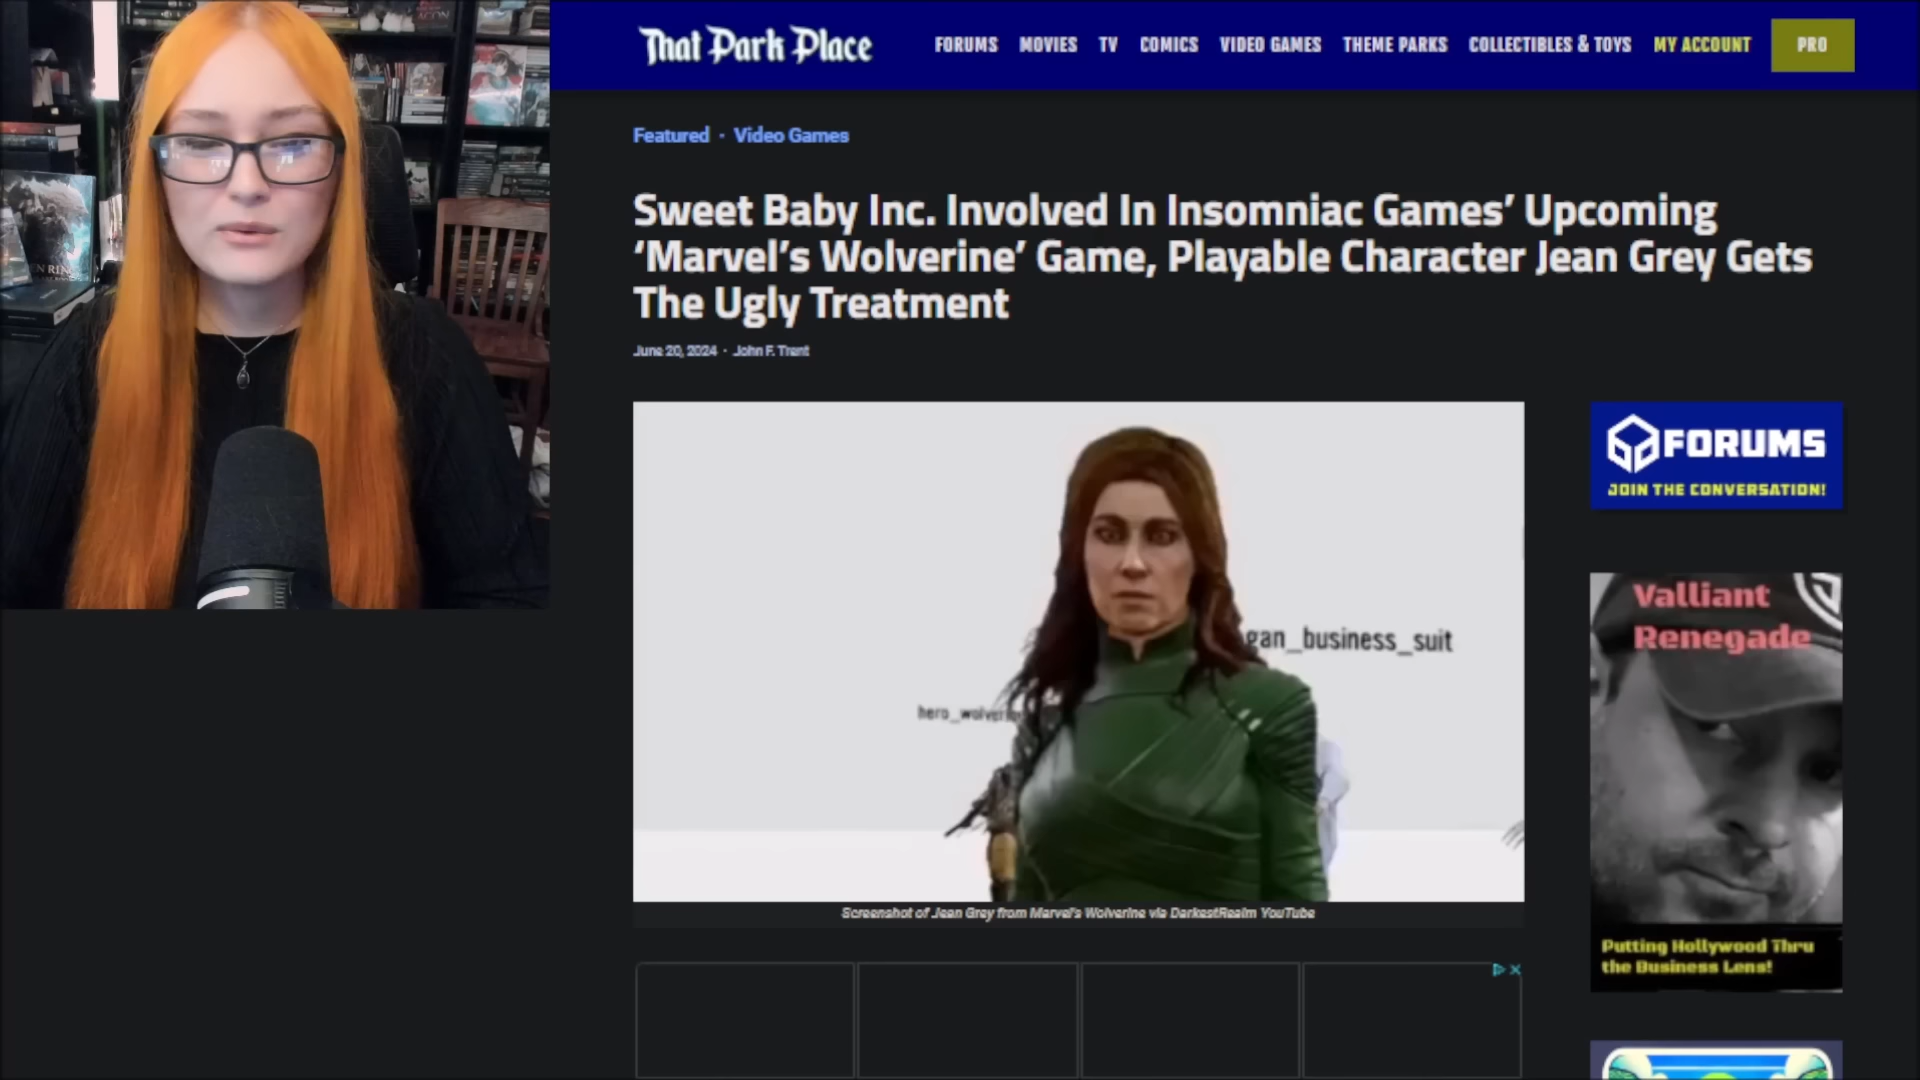 That Park Place
FORUMS MOVIES TV COMICS VIDEO GAMES THEME PARKS COLLECTIBLES & TOYS MY ACCOUNT PRO
Featured · Video Games
Sweet Baby Inc. Involved In Insomniac Games’ Upcoming
‘Marvel’s Wolverine’ Game, Playable Character Jean Grey Gets
The Ugly Treatment
June 20, 2024 · John F. Trent
gan_business_suit
Screenshot of Jean Grey from Marvel's Wolverine via DarkestRealm YouTube
FORUMS
JOIN THE CONVERSATION!
Valliant
Renegade
Putting Hollywood Thru
the Business Lens!